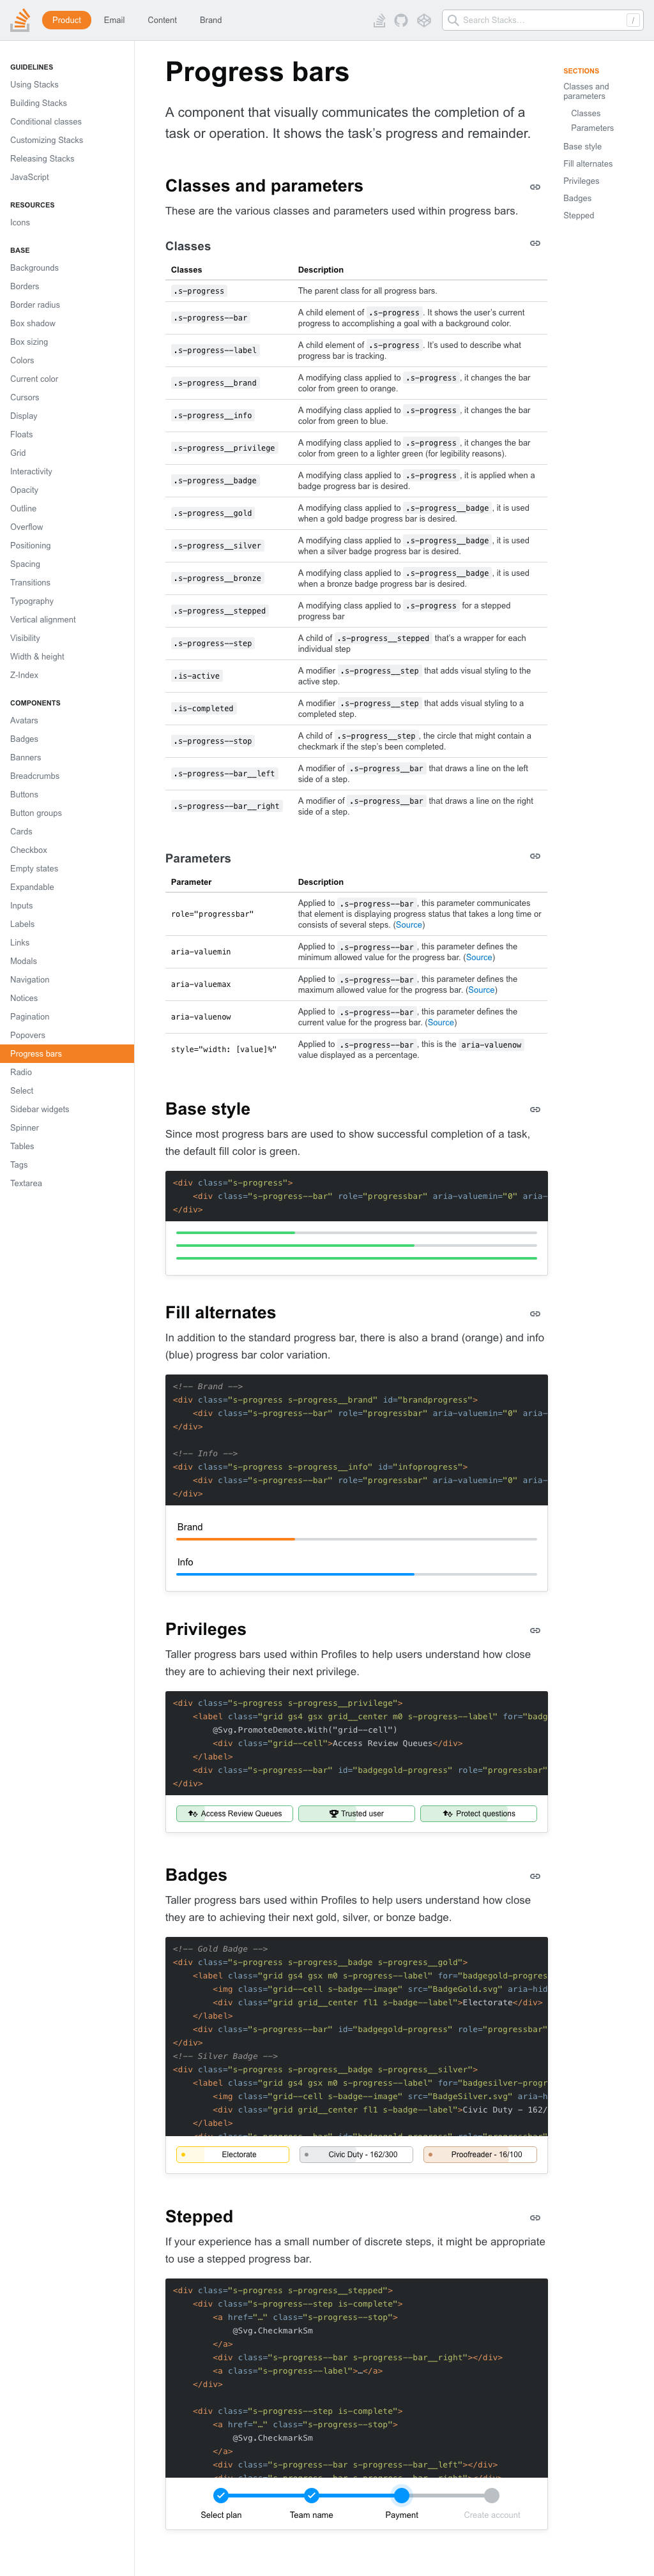 Product
Email
Content
Brand
Search Stacks…
/
GUIDELINES
Using Stacks
Building Stacks
Conditional classes
Customizing Stacks
Releasing Stacks
JavaScript
RESOURCES
Icons
BASE
Backgrounds
Borders
Border radius
Box shadow
Box sizing
Colors
Current color
Cursors
Display
Floats
Grid
Interactivity
Opacity
Outline
Overflow
Positioning
Spacing
Transitions
Typography
Vertical alignment
Visibility
Width & height
Z-Index
COMPONENTS
Avatars
Badges
Banners
Breadcrumbs
Buttons
Button groups
Cards
Checkbox
Empty states
Expandable
Inputs
Labels
Links
Modals
Navigation
Notices
Pagination
Popovers
Progress bars
Radio
Select
Sidebar widgets
Spinner
Tables
Tags
Textarea
Progress bars
A component that visually communicates the completion of a
task or operation. It shows the task’s progress and remainder.
Classes and parameters
These are the various classes and parameters used within progress bars.
Classes
Classes Description
.s-progress The parent class for all progress bars.
.s-progress--bar A child element of .s-progress. It shows the user’s current
progress to accomplishing a goal with a background color.
.s-progress--label A child element of .s-progress. It’s used to describe what
progress bar is tracking.
.s-progress__brand A modifying class applied to .s-progress, it changes the bar
color from green to orange.
.s-progress__info A modifying class applied to .s-progress, it changes the bar
color from green to blue.
.s-progress__privilege A modifying class applied to .s-progress, it changes the bar
color from green to a lighter green (for legibility reasons).
.s-progress__badge A modifying class applied to .s-progress, it is applied when a
badge progress bar is desired.
.s-progress__gold A modifying class applied to .s-progress__badge, it is used
when a gold badge progress bar is desired.
.s-progress__silver A modifying class applied to .s-progress__badge, it is used
when a silver badge progress bar is desired.
.s-progress__bronze A modifying class applied to .s-progress__badge, it is used
when a bronze badge progress bar is desired.
.s-progress__stepped A modifying class applied to .s-progress for a stepped
progress bar
.s-progress--step A child of .s-progress__stepped that’s a wrapper for each
individual step
.is-active A modifier .s-progress__step that adds visual styling to the
active step.
.is-completed A modifier .s-progress__step that adds visual styling to a
completed step.
.s-progress--stop A child of .s-progress__step, the circle that might contain a
checkmark if the step’s been completed.
.s-progress--bar__left A modifier of .s-progress__bar that draws a line on the left
side of a step.
.s-progress--bar__right A modifier of .s-progress__bar that draws a line on the right
side of a step.
Parameters
Parameter Description
role="progressbar" Applied to .s-progress--bar, this parameter communicates
that element is displaying progress status that takes a long time or
consists of several steps. (Source)
aria-valuemin Applied to .s-progress--bar, this parameter defines the
minimum allowed value for the progress bar. (Source)
aria-valuemax Applied to .s-progress--bar, this parameter defines the
maximum allowed value for the progress bar. (Source)
aria-valuenow Applied to .s-progress--bar, this parameter defines the
current value for the progress bar. (Source)
style="width: [value]%" Applied to .s-progress--bar, this is the aria-valuenow
value displayed as a percentage.
Base style
Since most progress bars are used to show successful completion of a task,
the default fill color is green.
<div class="s-progress">
<div class="s-progress--bar" role="progressbar" aria-valuemin="0" aria-
</div>
Fill alternates
In addition to the standard progress bar, there is also a brand (orange) and info
(blue) progress bar color variation.
<!-- Brand -->
<div class="s-progress s-progress__brand" id="brandprogress">
<div class="s-progress--bar" role="progressbar" aria-valuemin="0" aria-
</div>
<!-- Info -->
<div class="s-progress s-progress__info" id="infoprogress">
<div class="s-progress--bar" role="progressbar" aria-valuemin="0" aria-
</div>
Brand
Info
Privileges
Taller progress bars used within Profiles to help users understand how close
they are to achieving their next privilege.
<div class="s-progress s-progress__privilege">
<label class="grid gs4 gsx grid__center m0 s-progress--label" for="badg
@Svg.PromoteDemote.With("grid--cell")
<div class="grid--cell">Access Review Queues</div>
</label>
<div class="s-progress--bar" id="badgegold-progress" role="progressbar"
</div>
Access Review Queues
Trusted user
Protect questions
Badges
Taller progress bars used within Profiles to help users understand how close
they are to achieving their next gold, silver, or bonze badge.
<!-- Gold Badge -->
<div class="s-progress s-progress__badge s-progress__gold">
<label class="grid gs4 gsx m0 s-progress--label" for="badgegold-progres
<img class="grid--cell s-badge--image" src="BadgeGold.svg" aria-hid
<div class="grid grid__center fl1 s-badge--label">Electorate</div>
</label>
<div class="s-progress--bar" id="badgegold-progress" role="progressbar"
</div>
<!-- Silver Badge -->
<div class="s-progress s-progress__badge s-progress__silver">
<label class="grid gs4 gsx m0 s-progress--label" for="badgesilver-progr
<img class="grid--cell s-badge--image" src="BadgeSilver.svg" aria-h
<div class="grid grid__center fl1 s-badge--label">Civic Duty - 162/
</label>
<div class="s-progress--bar" id="badgegold-progress" role="progressbar"
Electorate
Civic Duty - 162/300
Proofreader - 16/100
Stepped
If your experience has a small number of discrete steps, it might be appropriate
to use a stepped progress bar.
<div class="s-progress s-progress__stepped">
<div class="s-progress--step is-complete">
<a href="…" class="s-progress--stop">
@Svg.CheckmarkSm
</a>
<div class="s-progress--bar s-progress--bar__right"></div>
<a class="s-progress--label">…</a>
</div>
<div class="s-progress--step is-complete">
<a href="…" class="s-progress--stop">
@Svg.CheckmarkSm
</a>
<div class="s-progress--bar s-progress--bar__left"></div>
<div class="s-progress--bar s-progress--bar__right"></div>
Select plan
Team name
Payment
Create account
SECTIONS
Classes and
parameters
Classes
Parameters
Base style
Fill alternates
Privileges
Badges
Stepped